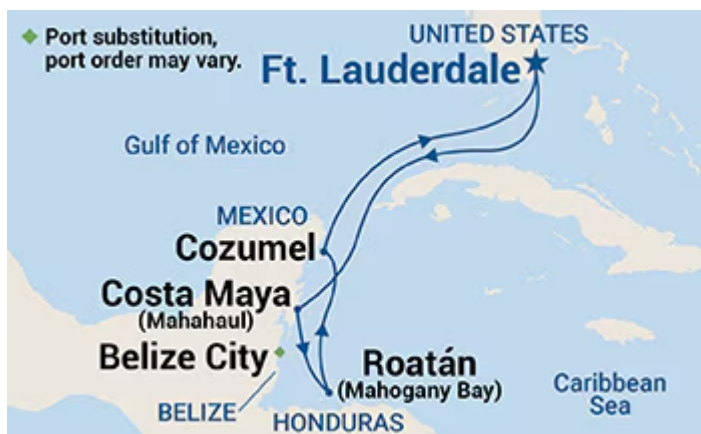 Port substitution,
port order may vary.
UNITED STATES
Ft. Lauderdale
Gulf of Mexico
MEXICO
Cozumel
Costa Maya
(Mahahaul)
Belize City
BELIZE
Roatán
(Mahogany Bay)
HONDURAS
Caribbean
Sea